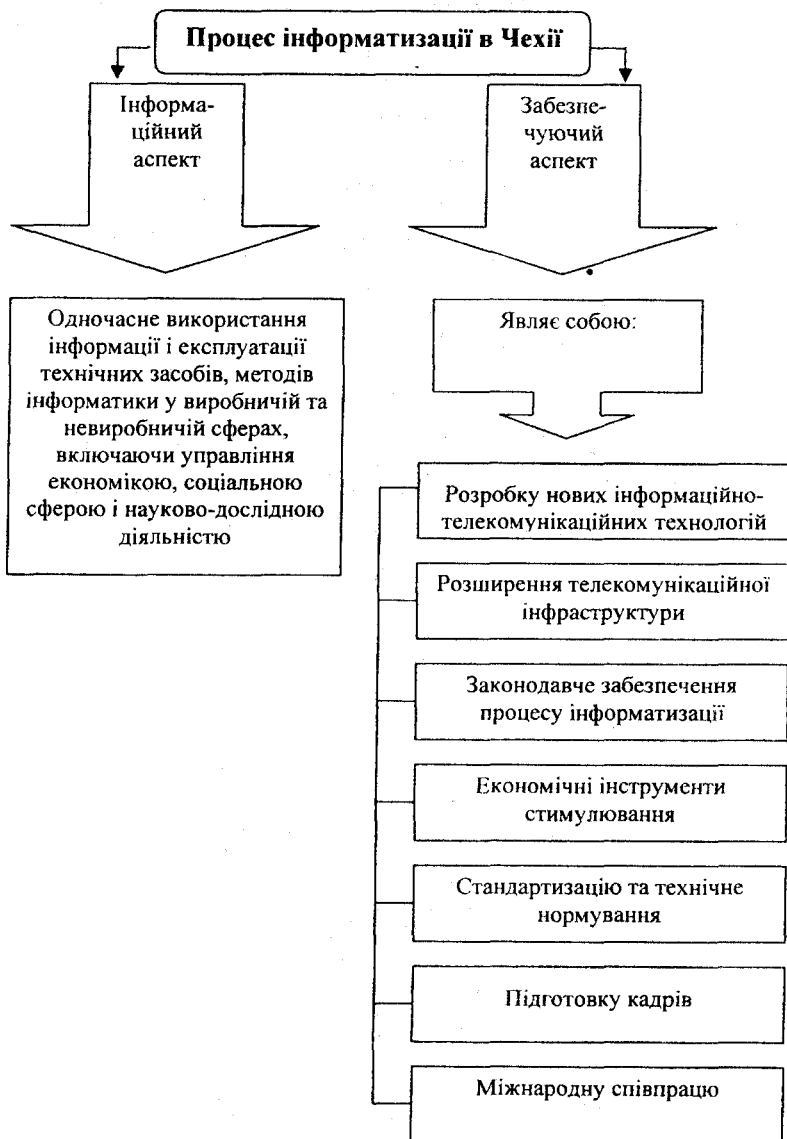 Процес інформатизації в Чехії
Інформа-
ційний
аспект
Забезпе-
чуючий
аспект
Одночасне використання
інформації і експлуатації
технічних засобів, методів
інформатики у виробничій та
невиробничій сферах,
включаючи управління
економікою, соціальною
сферою і науково-дослідною
діяльністю
Являє собою:
Розробку нових інформаційно-
телекомунікаційних технологій
Розширення телекомунікаційної
інфраструктури
Законодавче забезпечення
процесу інформатизації
Економічні інструменти
стимулювання
Стандартизацію та технічне
нормування
Підготовку кадрів
Міжнародну співпрацю